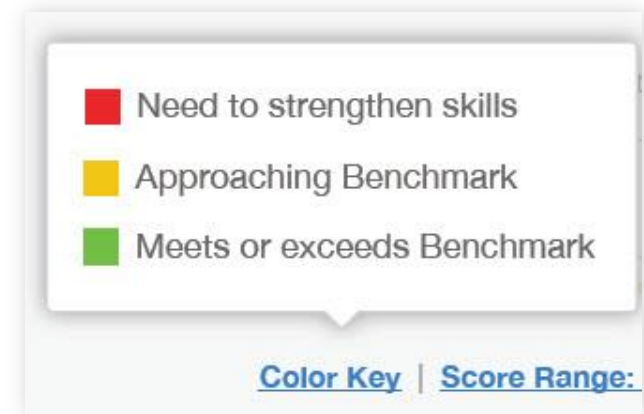 Need to strengthen skills
Approaching Benchmark
Meets or exceeds Benchmark
Color Key | Score Range: